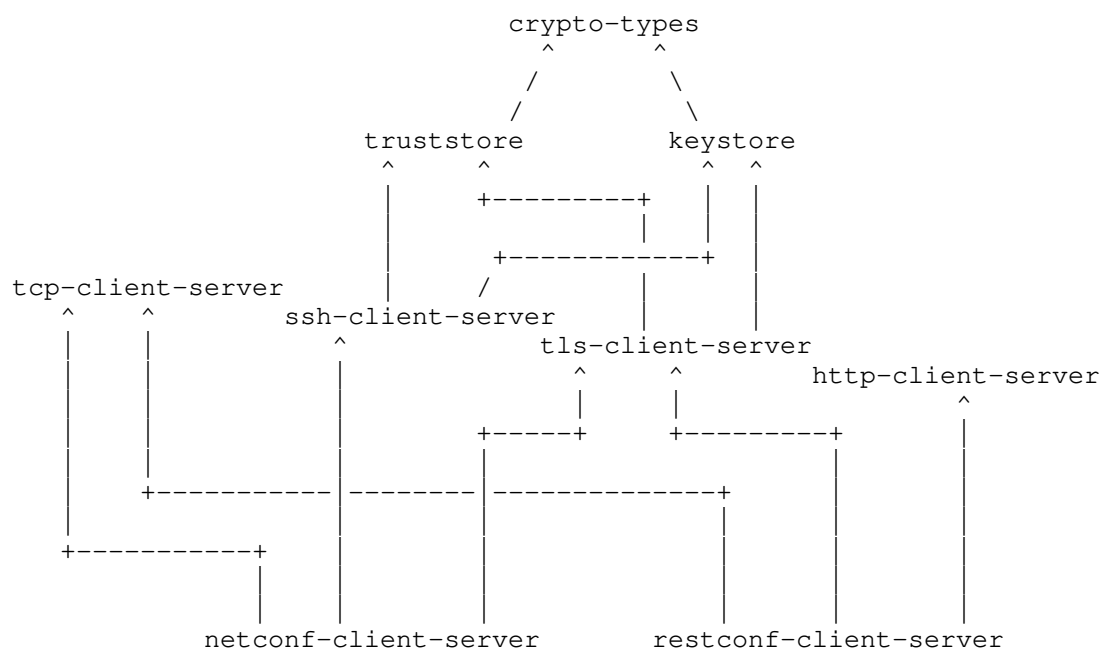 crypto-types
truststore keystore
tcp-client-server
ssh-client-server
tls-client-server
http-client-server
netconf-client-server restconf-client-server